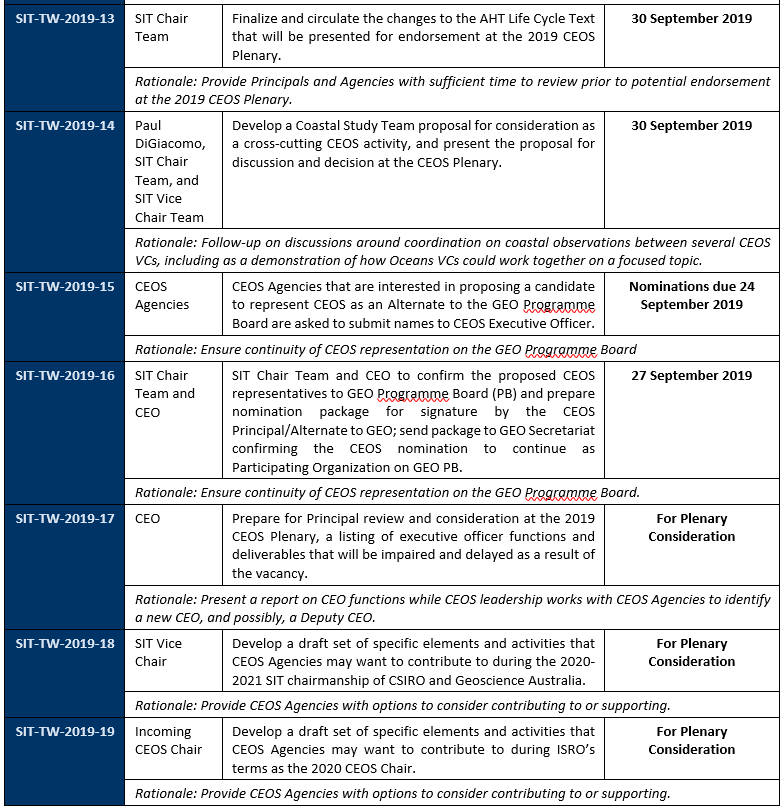 SIT-TW-2019-13
SIT Chair
Team
Finalize and circulate the changes to the AHT Life Cycle Text
that will be presented for endorsement at the 2019 CEOS
Plenary.
30 September 2019
Rationale: Provide Principals and Agencies with sufficient time to review prior to potential endorsement
at the 2019 CEOS Plenary.
SIT-TW-2019-14
Paul
DiGiacomo,
SIT Chair
Team, and
SIT Vice
Chair Team
Develop a Coastal Study Team proposal for consideration as
a cross-cutting CEOS activity, and present the proposal for
discussion and decision at the CEOS Plenary.
30 September 2019
Rationale: Follow-up on discussions around coordination on coastal observations between several CEOS
VCs, including as a demonstration of how Oceans VCs could work together on a focused topic.
SIT-TW-2019-15
CEOS
Agencies
CEOS Agencies that are interested in proposing a candidate
to represent CEOS as an Alternate to the GEO Programme
Board are asked to submit names to CEOS Executive Officer.
Nominations due 24
September 2019
Rationale: Ensure continuity of CEOS representation on the GEO Programme Board
SIT-TW-2019-16
SIT Chair
Team and
CEO
SIT Chair Team and CEO to confirm the proposed CEOS
representatives to GEO Programme Board (PB) and prepare
nomination package for signature by the CEOS
Principal/Alternate to GEO; send package to GEO Secretariat
confirming the CEOS nomination to continue as
Participating Organization on GEO PB.
27 September 2019
Rationale: Ensure continuity of CEOS representation on the GEO Programme Board.
SIT-TW-2019-17
CEO
Prepare for Principal review and consideration at the 2019
CEOS Plenary, a listing of executive officer functions and
deliverables that will be impaired and delayed as a result of
the vacancy.
For Plenary
Consideration
Rationale: Present a report on CEO functions while CEOS leadership works with CEOS Agencies to identify
a new CEO, and possibly, a Deputy CEO.
SIT-TW-2019-18
SIT Vice
Chair
Develop a draft set of specific elements and activities that
CEOS Agencies may want to contribute to during the 2020-
2021 SIT chairmanship of CSIRO and Geoscience Australia.
For Plenary
Consideration
Rationale: Provide CEOS Agencies with options to consider contributing to or supporting.
SIT-TW-2019-19
Incoming
CEOS Chair
Develop a draft set of specific elements and activities that
CEOS Agencies may want to contribute to during ISRO's
terms as the 2020 CEOS Chair.
For Plenary
Consideration
Rationale: Provide CEOS Agencies with options to consider contributing to or supporting.